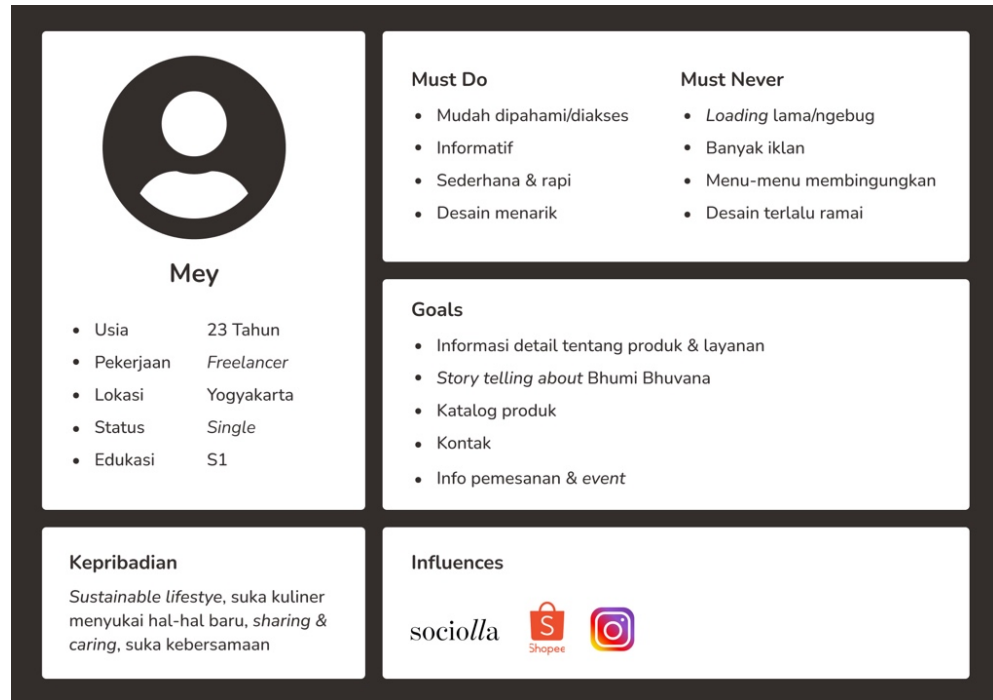 Mey
Usia 23 Tahun
Pekerjaan Freelancer
Lokasi Yogyakarta
Status Single
Edukasi S1
Kepribadian
Sustainable lifestye, suka kuliner
menyukai hal-hal baru, sharing &
caring, suka kebersamaan
Must Do
Mudah dipahami/diakses
Informatif
Sederhana & rapi
Desain menarik
Must Never
Loading lama/ngebug
Banyak iklan
Menu-menu membingungkan
Desain terlalu ramai
Goals
Informasi detail tentang produk & layanan
Story telling about Bhumi Bhuvana
Katalog produk
Kontak
Info pemesanan & event
Influences
sociolla
S
Shopee